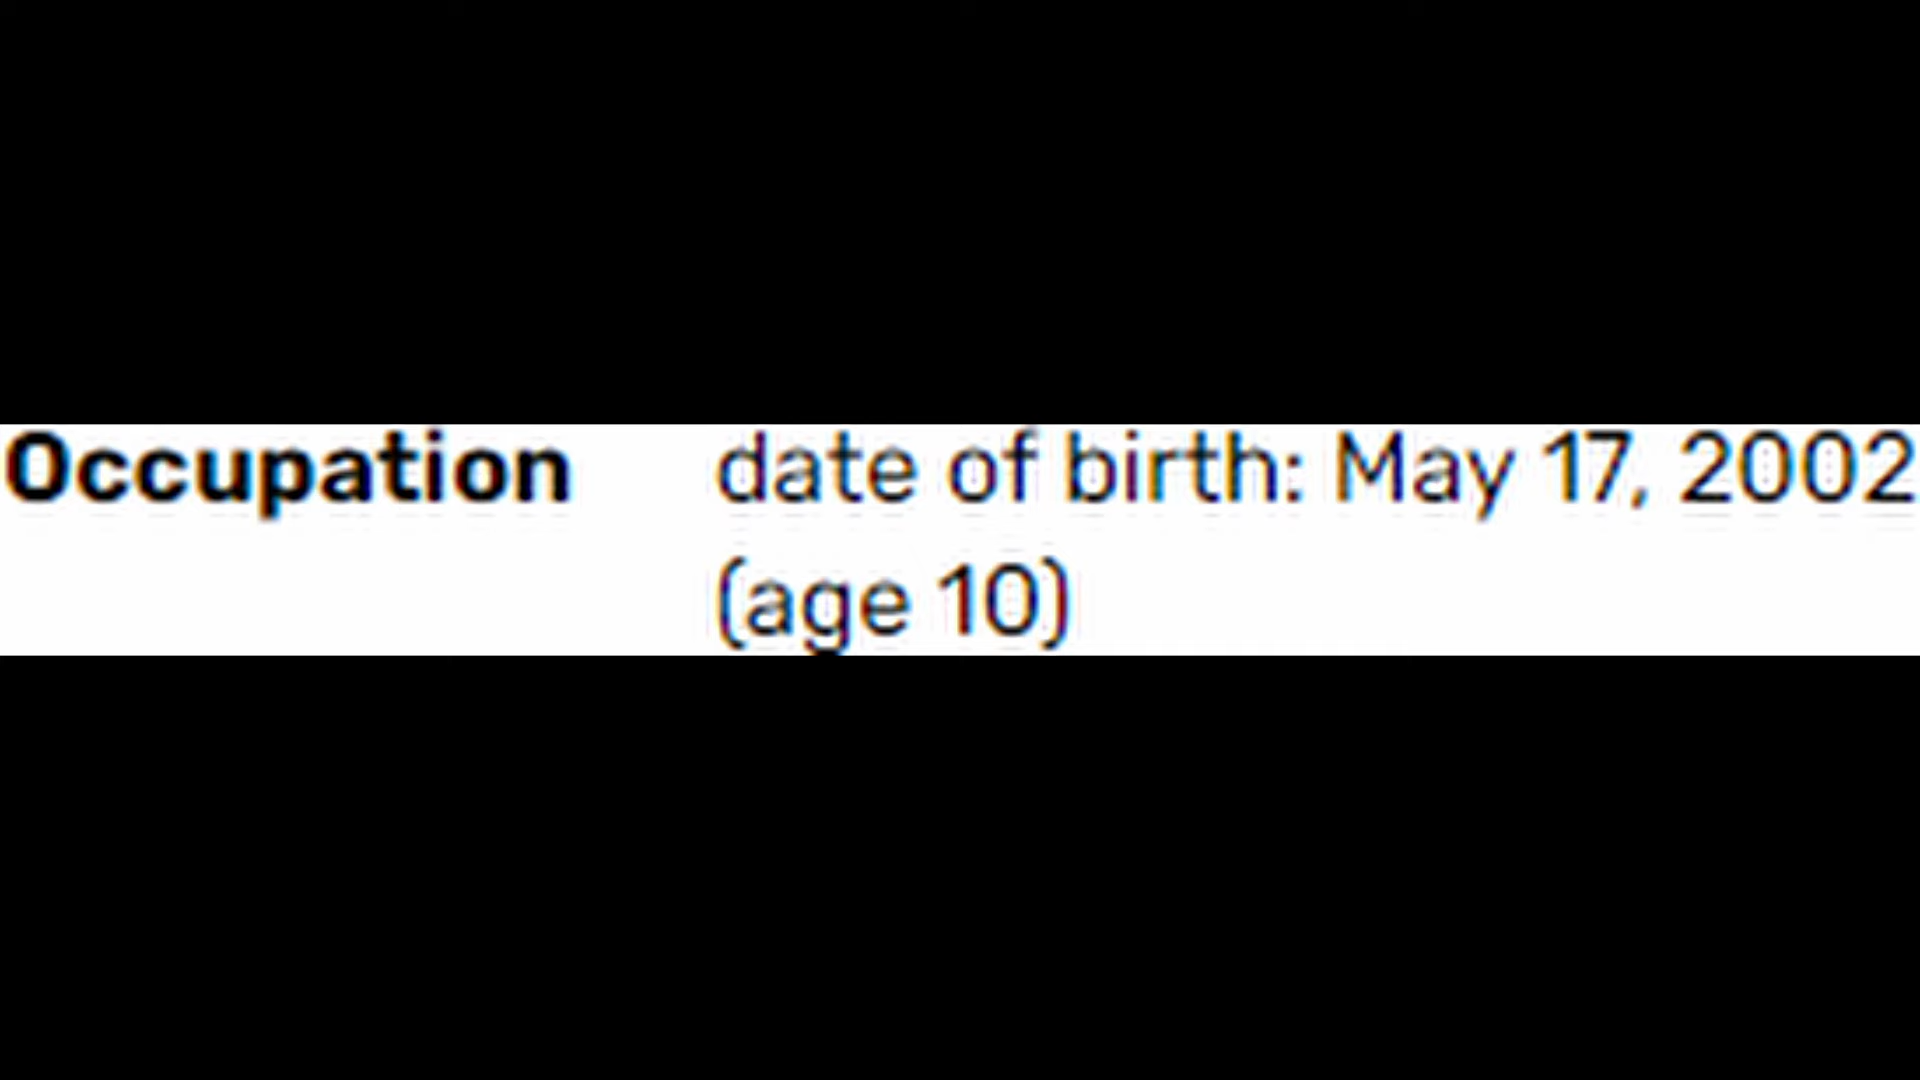 Occupation date of birth: May 17, 2002
(age 10)